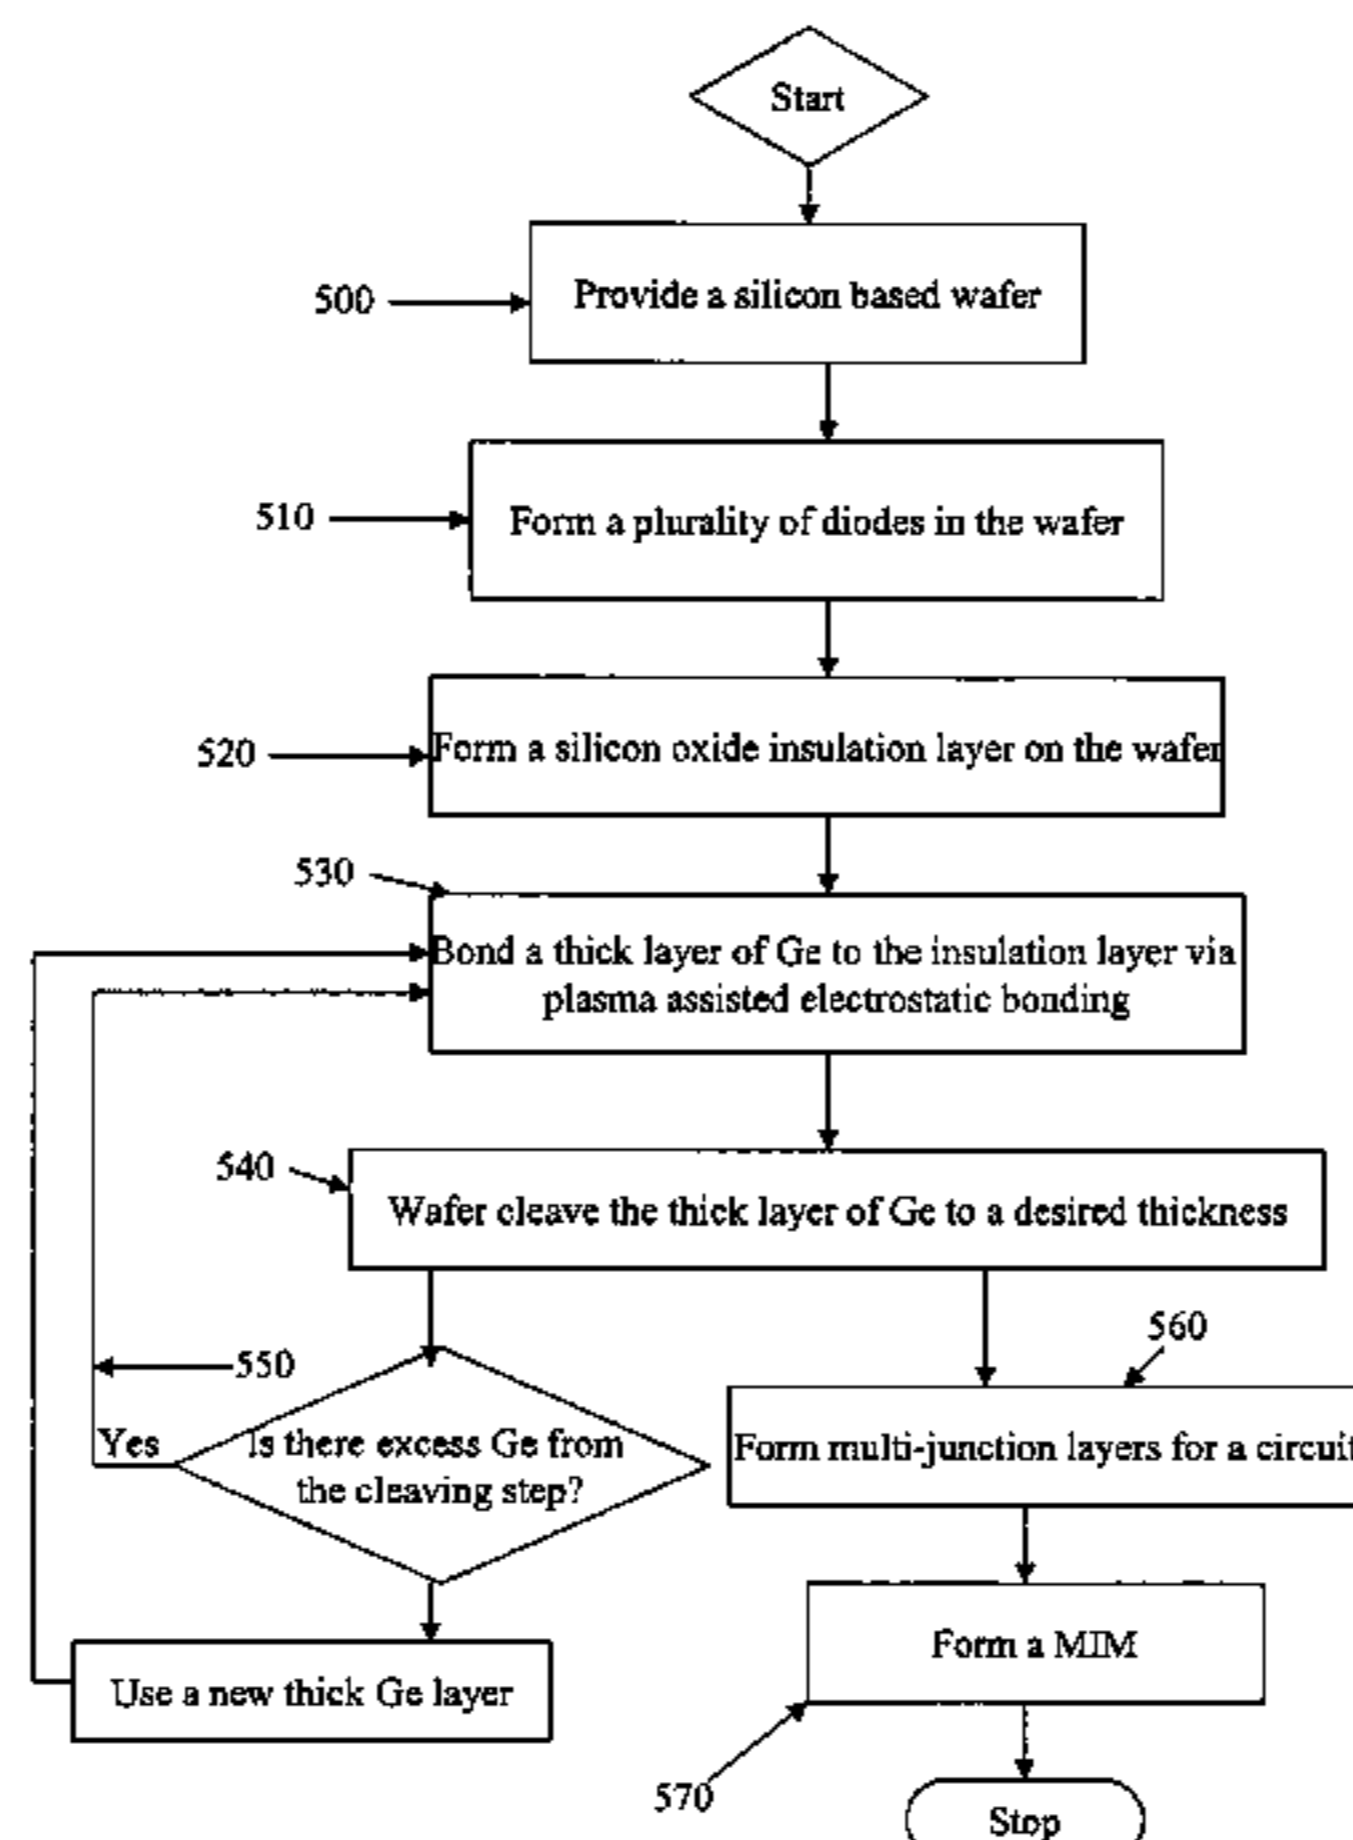 Start
500
Provide a silicon based wafer
510
Form a plurality of diodes in the wafer
520
Form a silicon oxide insulation layer on the wafer
530
Bond a thick layer of Ge to the insulation layer via
plasma assisted electrostatic bonding
540
Wafer cleave the thick layer of Ge to a desired thickness
560
550
Yes
Is there excess Ge from
the cleaving step?
Form multi-junction layers for a circuit
Form a MIM
Use a new thick Ge layer
570
Stop